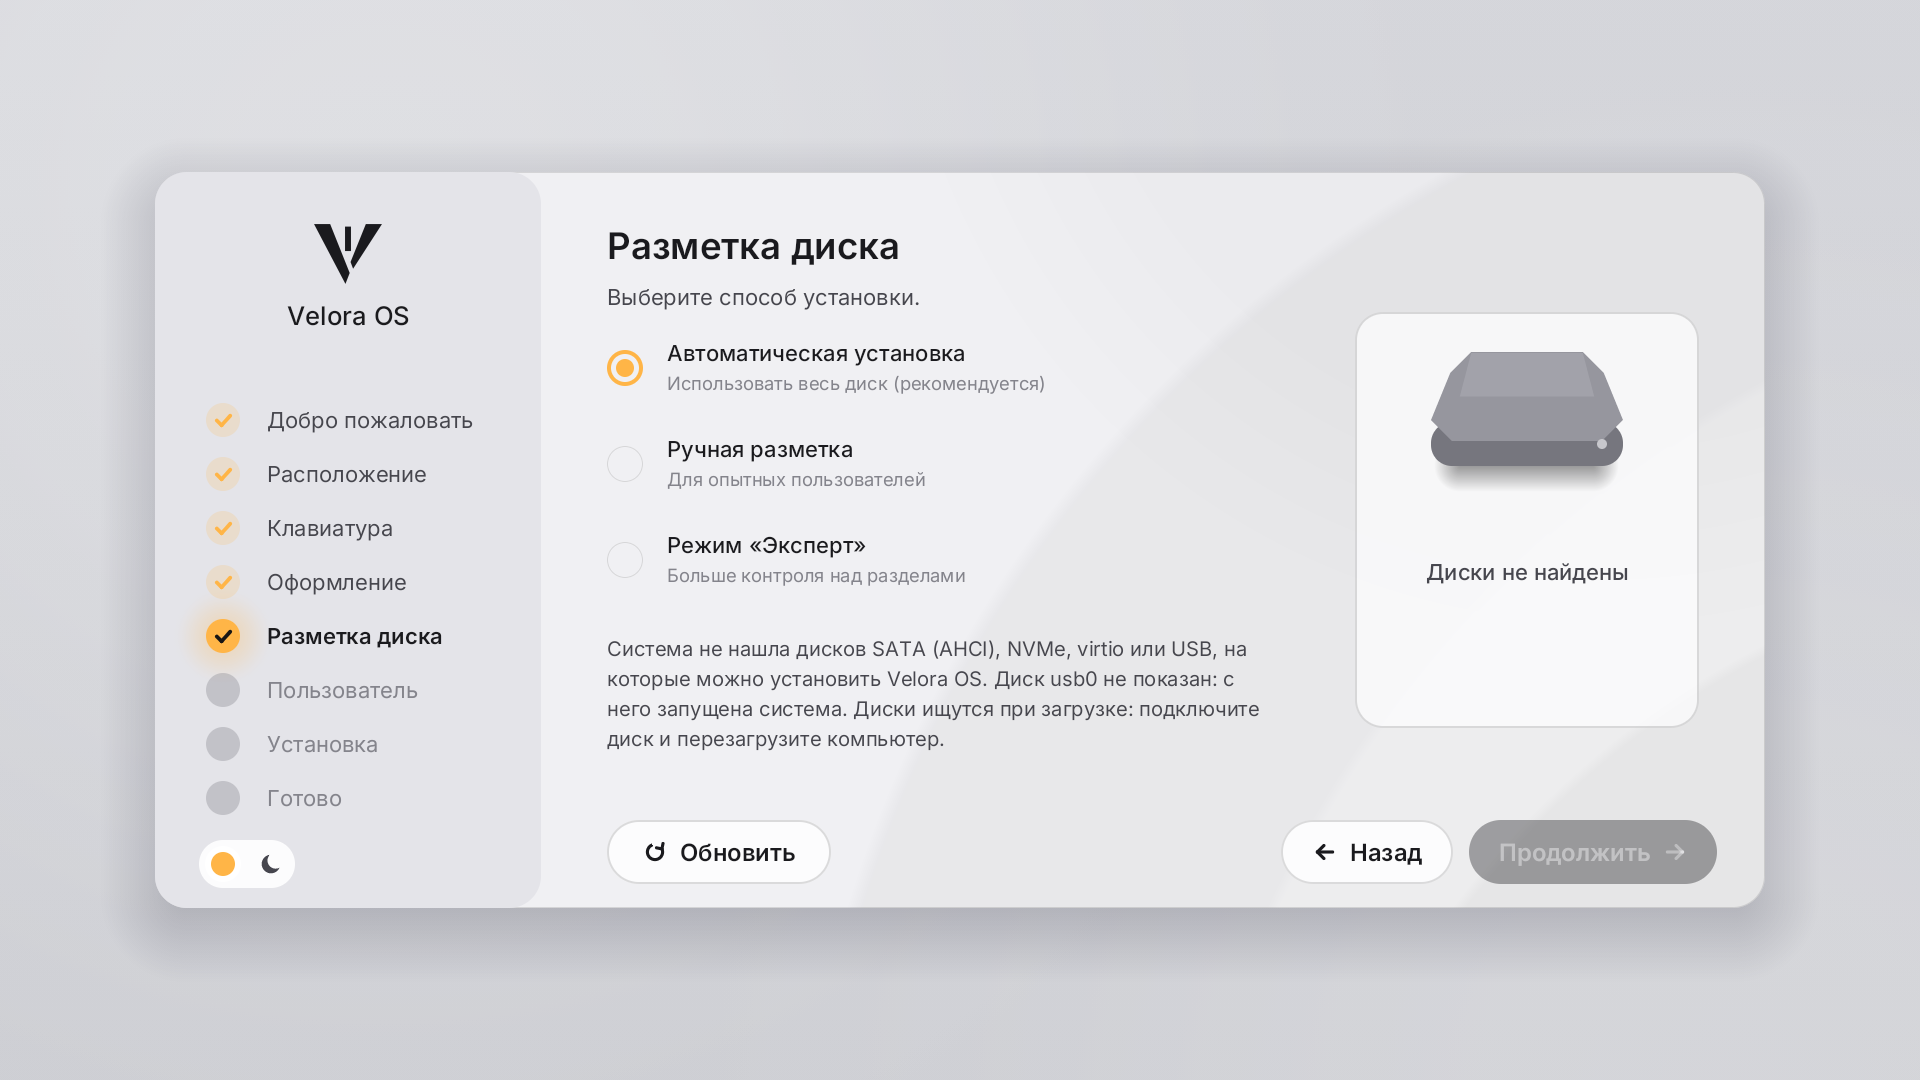 Velora OS
Добро пожаловать
Расположение
Клавиатура
Оформление
Разметка диска
Пользователь
Установка
Готово
Разметка диска
Выберите способ установки.
Автоматическая установка
Использовать весь диск (рекомендуется)
Ручная разметка
Для опытных пользователей
Режим «Эксперт»
Больше контроля над разделами
Система не нашла дисков SATA (AHCI), NVMe, virtio или USB, на
которые можно установить Velora OS. Диск usb0 не показан: с
него запущена система. Диски ищутся при загрузке: подключите
диск и перезагрузите компьютер.
Диски не найдены
Обновить
Назад
Продолжить